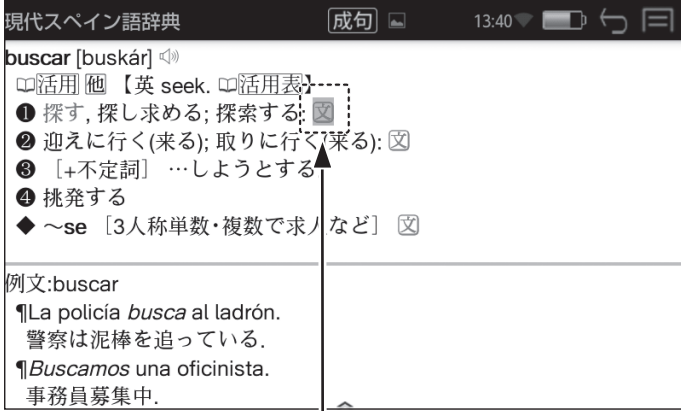 現代スペイン語辞典 成句 13:40
buscar [buskár]
活用 他 【英 seek. 活用表】
❶ 探す, 探し求める; 探索する: 文
❷ 迎えに行く(来る); 取りに行く(来る): 文
❸ ［+不定詞］ …しようとする
❹ 挑発する
◆ ～se ［3人称単数・複数で求人など］ 文
例文:buscar
¶La policía busca al ladrón.
警察は泥棒を追っている.
¶Buscamos una oficinista.
事務員募集中.